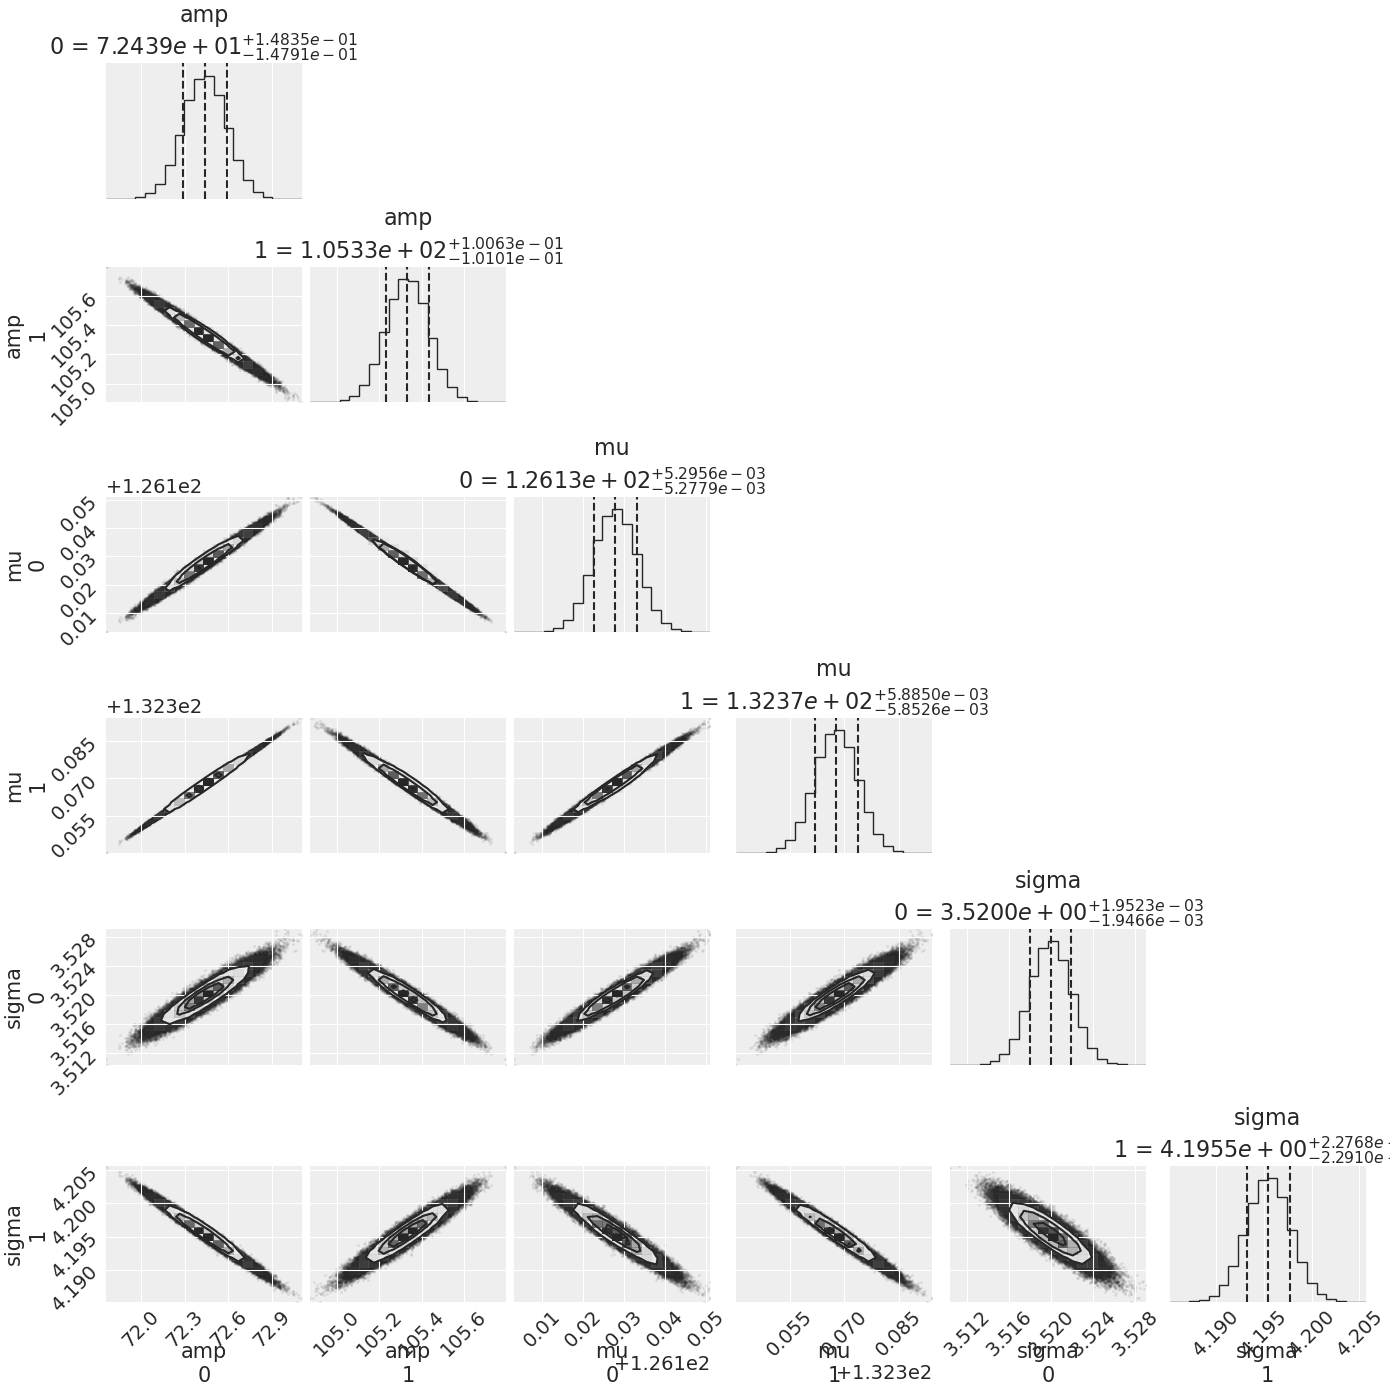 amp
0 = 7.2439e + 01 +1.4835e − 01 −1.4791e − 01
amp
1 = 1.0533e + 02 +1.0063e − 01 −1.0101e − 01
amp
1
105.6
105.4
105.2
105.0
mu
0 = 1.2613e + 02 +5.2956e − 03 −5.2779e − 03
+1.261e2
mu
0
0.05
0.04
0.03
0.02
0.01
mu
1 = 1.3237e + 02 +5.8850e − 03 −5.8526e − 03
+1.323e2
mu
1
0.085
0.070
0.055
sigma
0 = 3.5200e + 00 +1.9523e − 03 −1.9466e − 03
sigma
0
3.528
3.524
3.520
3.516
3.512
sigma
1 = 4.1955e + 00 +2.2768e − −2.2910e −
sigma
1
4.205
4.200
4.195
4.190
72.0 72.3 72.6 72.9
amp
0
105.0 105.2 105.4 105.6
amp
1
0.01 0.02 0.03 0.04 0.05
mu
0
+1.261e2
0.055 0.070 0.085
mu
1
+1.323e2
3.512 3.516 3.520 3.524 3.528
sigma
0
4.190 4.195 4.200 4.205
sigma
1